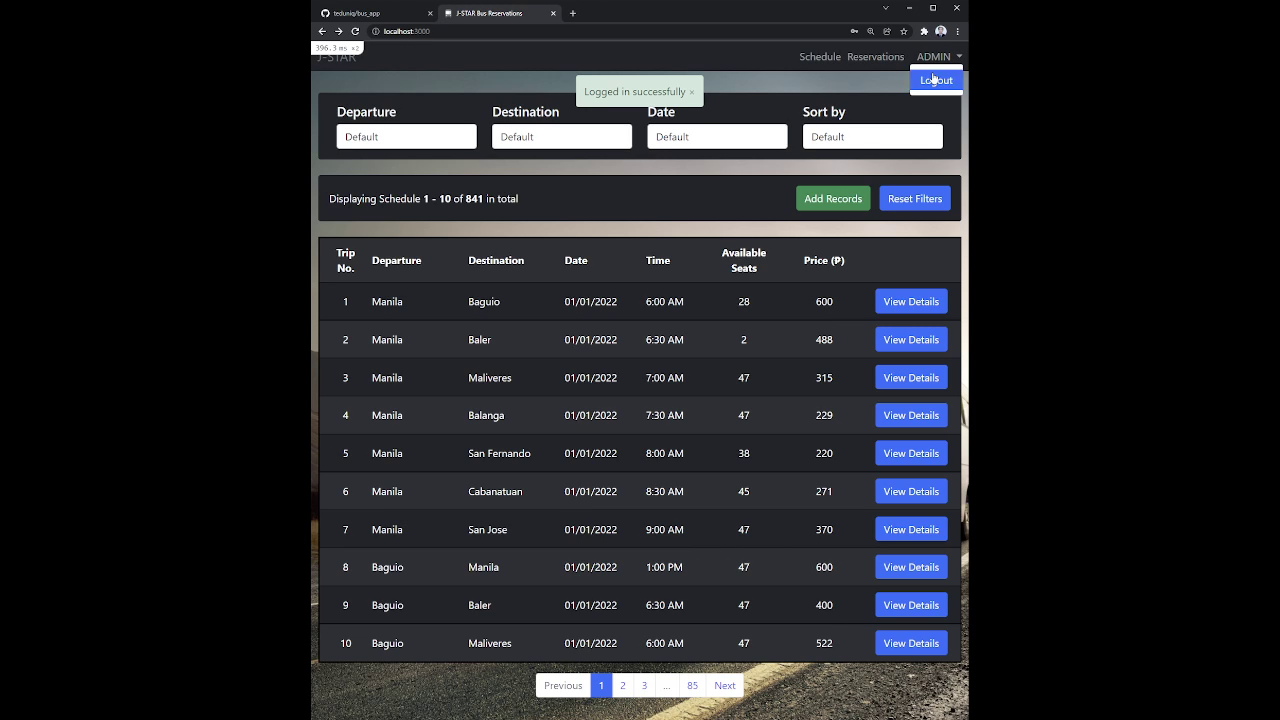 teduniq/bus_app
J-STAR Bus Reservations
localhost:3000
396.3 ms x2
J-STAR
Schedule Reservations ADMIN
Logout
Logged in successfully ×
Departure Destination Date Sort by
Default Default Default Default
Displaying Schedule 1 - 10 of 841 in total
Add Records Reset Filters
Trip No. Departure Destination Date Time Available Seats Price (₱)
1 Manila Baguio 01/01/2022 6:00 AM 28 600 View Details
2 Manila Baler 01/01/2022 6:30 AM 2 488 View Details
3 Manila Maliveres 01/01/2022 7:00 AM 47 315 View Details
4 Manila Balanga 01/01/2022 7:30 AM 47 229 View Details
5 Manila San Fernando 01/01/2022 8:00 AM 38 220 View Details
6 Manila Cabanatuan 01/01/2022 8:30 AM 45 271 View Details
7 Manila San Jose 01/01/2022 9:00 AM 47 370 View Details
8 Baguio Manila 01/01/2022 1:00 PM 47 600 View Details
9 Baguio Baler 01/01/2022 6:30 AM 47 400 View Details
10 Baguio Maliveres 01/01/2022 6:00 AM 47 522 View Details
Previous 1 2 3 ... 85 Next